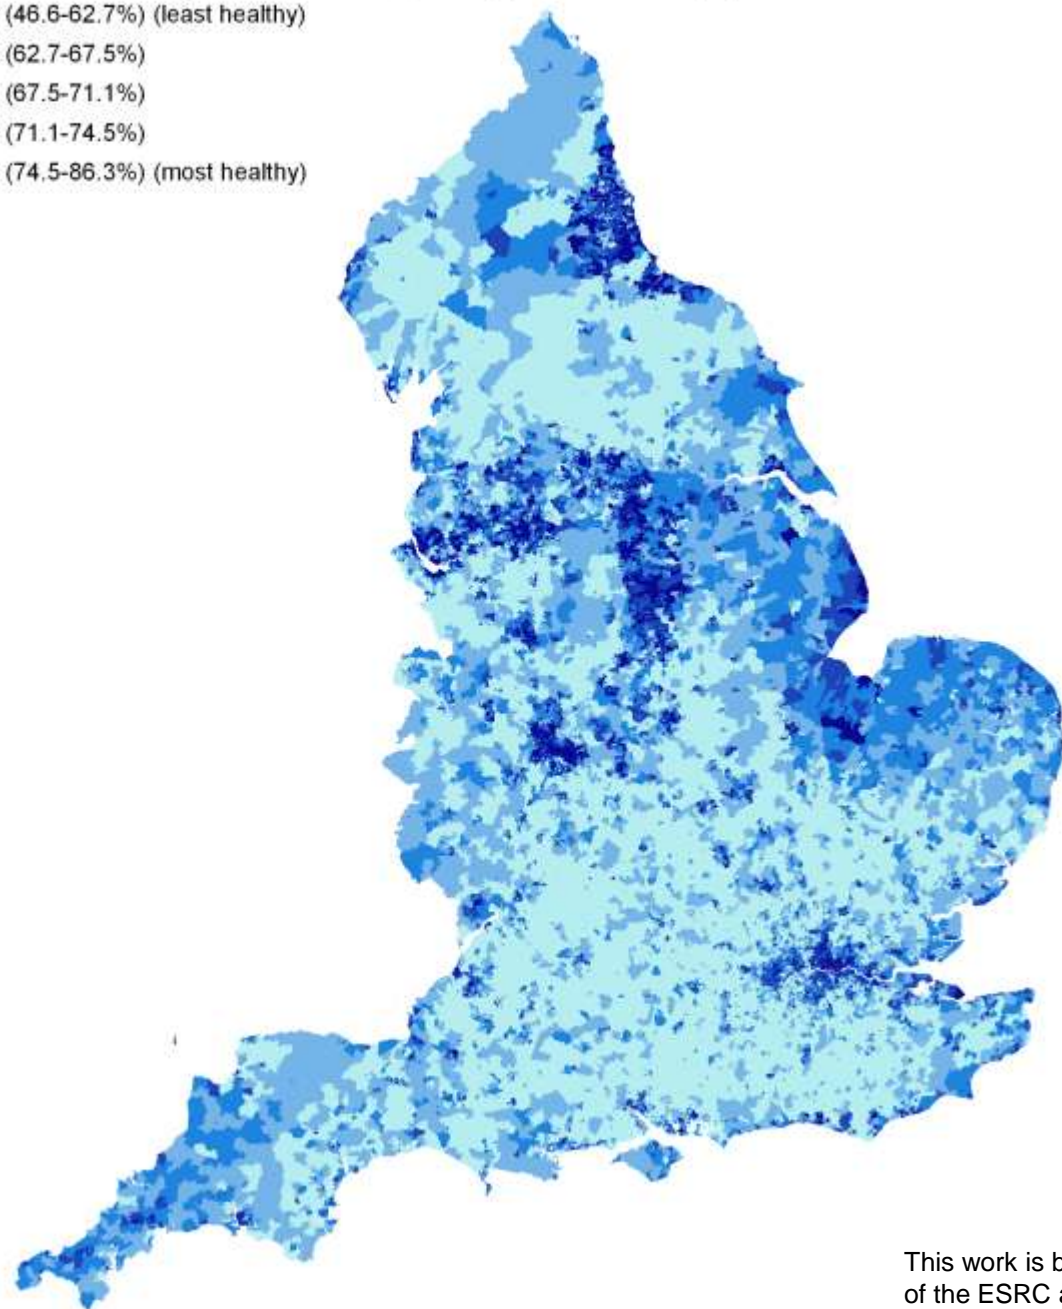 (46.6-62.7%) (least healthy)
(62.7-67.5%)
(67.5-71.1%)
(71.1-74.5%)
(74.5-86.3%) (most healthy)
This work is b
of the ESRC a